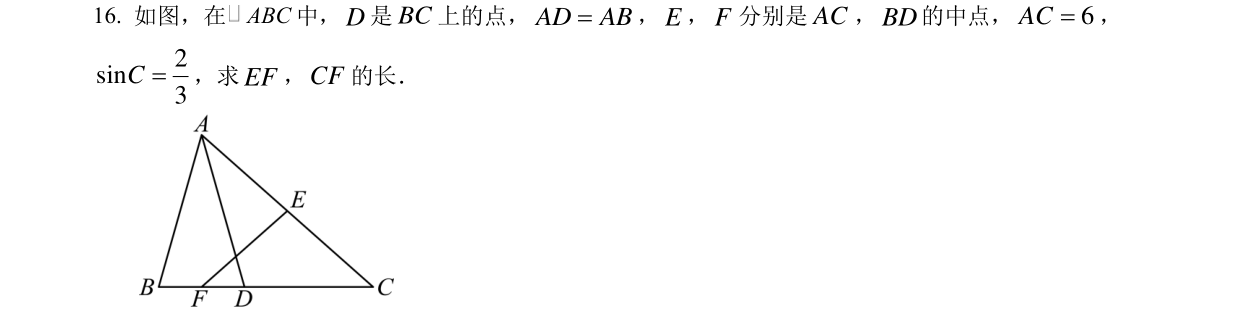 16. 如图，在□ ABC中，D是BC上的点，AD = AB，E，F分别是AC，BD的中点，AC = 6，
sinC = 2/3，求EF，CF的长．
A
E
B
F
D
C